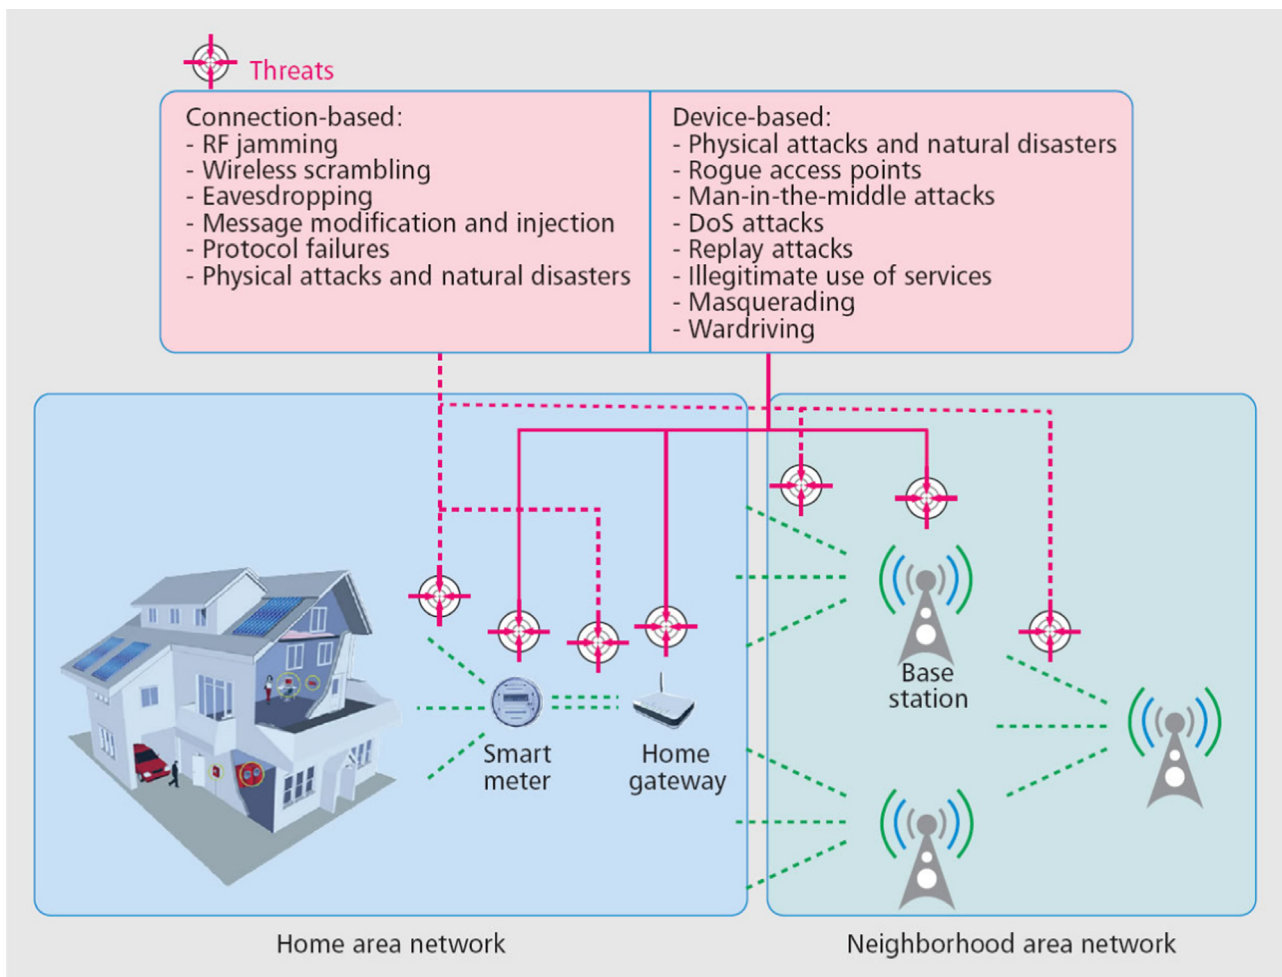 Threats
Connection-based:
- RF jamming
- Wireless scrambling
- Eavesdropping
- Message modification and injection
- Protocol failures
- Physical attacks and natural disasters
Device-based:
- Physical attacks and natural disasters
- Rogue access points
- Man-in-the-middle attacks
- DoS attacks
- Replay attacks
- Illegitimate use of services
- Masquerading
- Wardriving
Smart
meter
Home
gateway
Base
station
Home area network
Neighborhood area network